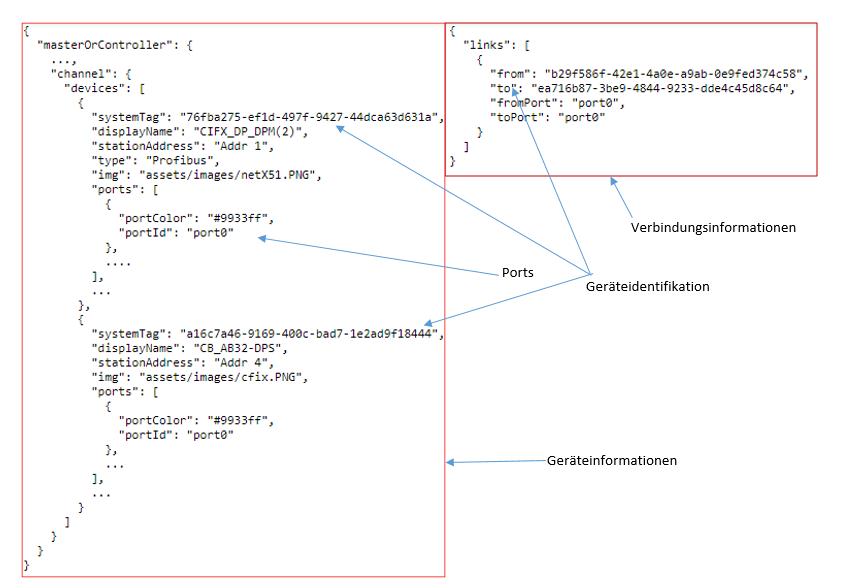 {
"masterOrController": {
...,
"channel": {
"devices": [
{
"systemTag": "76fba275-ef1d-497f-9427-44dca63d631a",
"displayName": "CIFX_DP_DPM(2)",
"stationAddress": "Addr 1",
"type": "Profibus",
"img": "assets/images/netX51.PNG",
"ports": [
{
"portColor": "#9933ff",
"portId": "port0"
},
....
],
...
},
{
"systemTag": "a16c7a46-9169-400c-bad7-1e2ad9f18444",
"displayName": "CB_AB32-DPS",
"stationAddress": "Addr 4",
"img": "assets/images/cfix.PNG",
"ports": [
{
"portColor": "#9933ff",
"portId": "port0"
},
...
],
...
}
]
}
}
}
{
"links": [
{
"from": "b29f586f-42e1-4a0e-a9ab-0e9fed374c58",
"to": "ea716b87-3be9-4844-9233-dde4c45d8c64",
"fromPort": "port0",
"toPort": "port0"
}
]
}
Verbindungsinformationen
Ports
Geräteidentifikation
Geräteinformationen